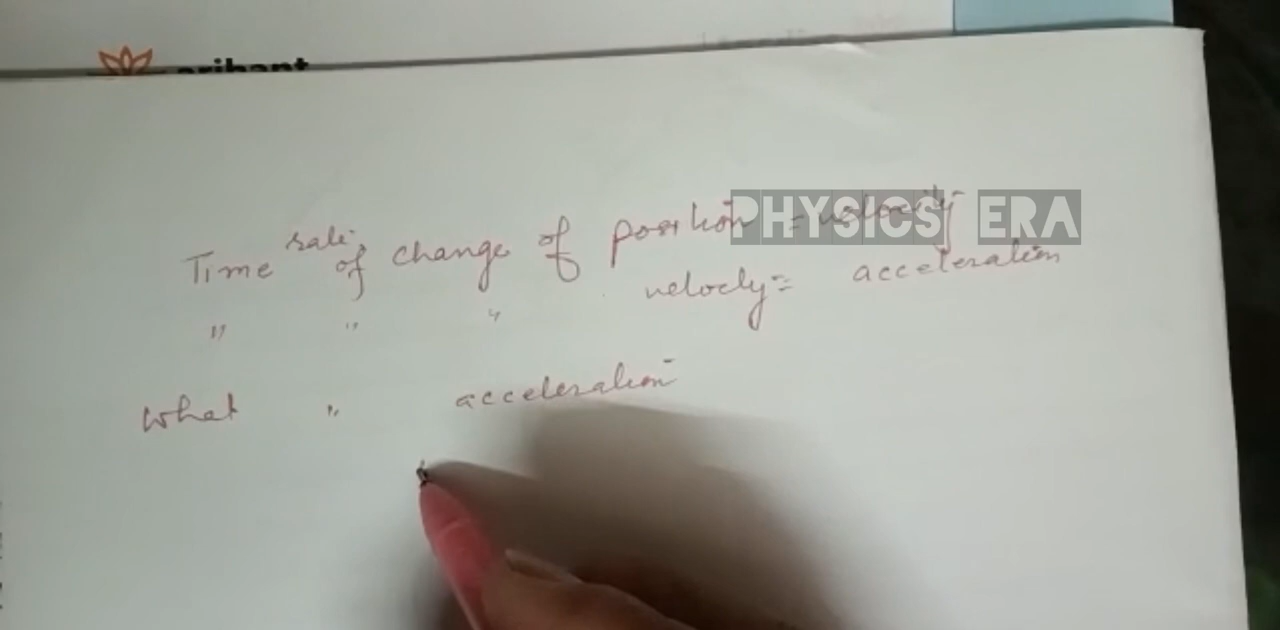 arihant
PHYSICS ERA
Time rate of change of position = velocity
" " " velocity = acceleration
What " acceleration